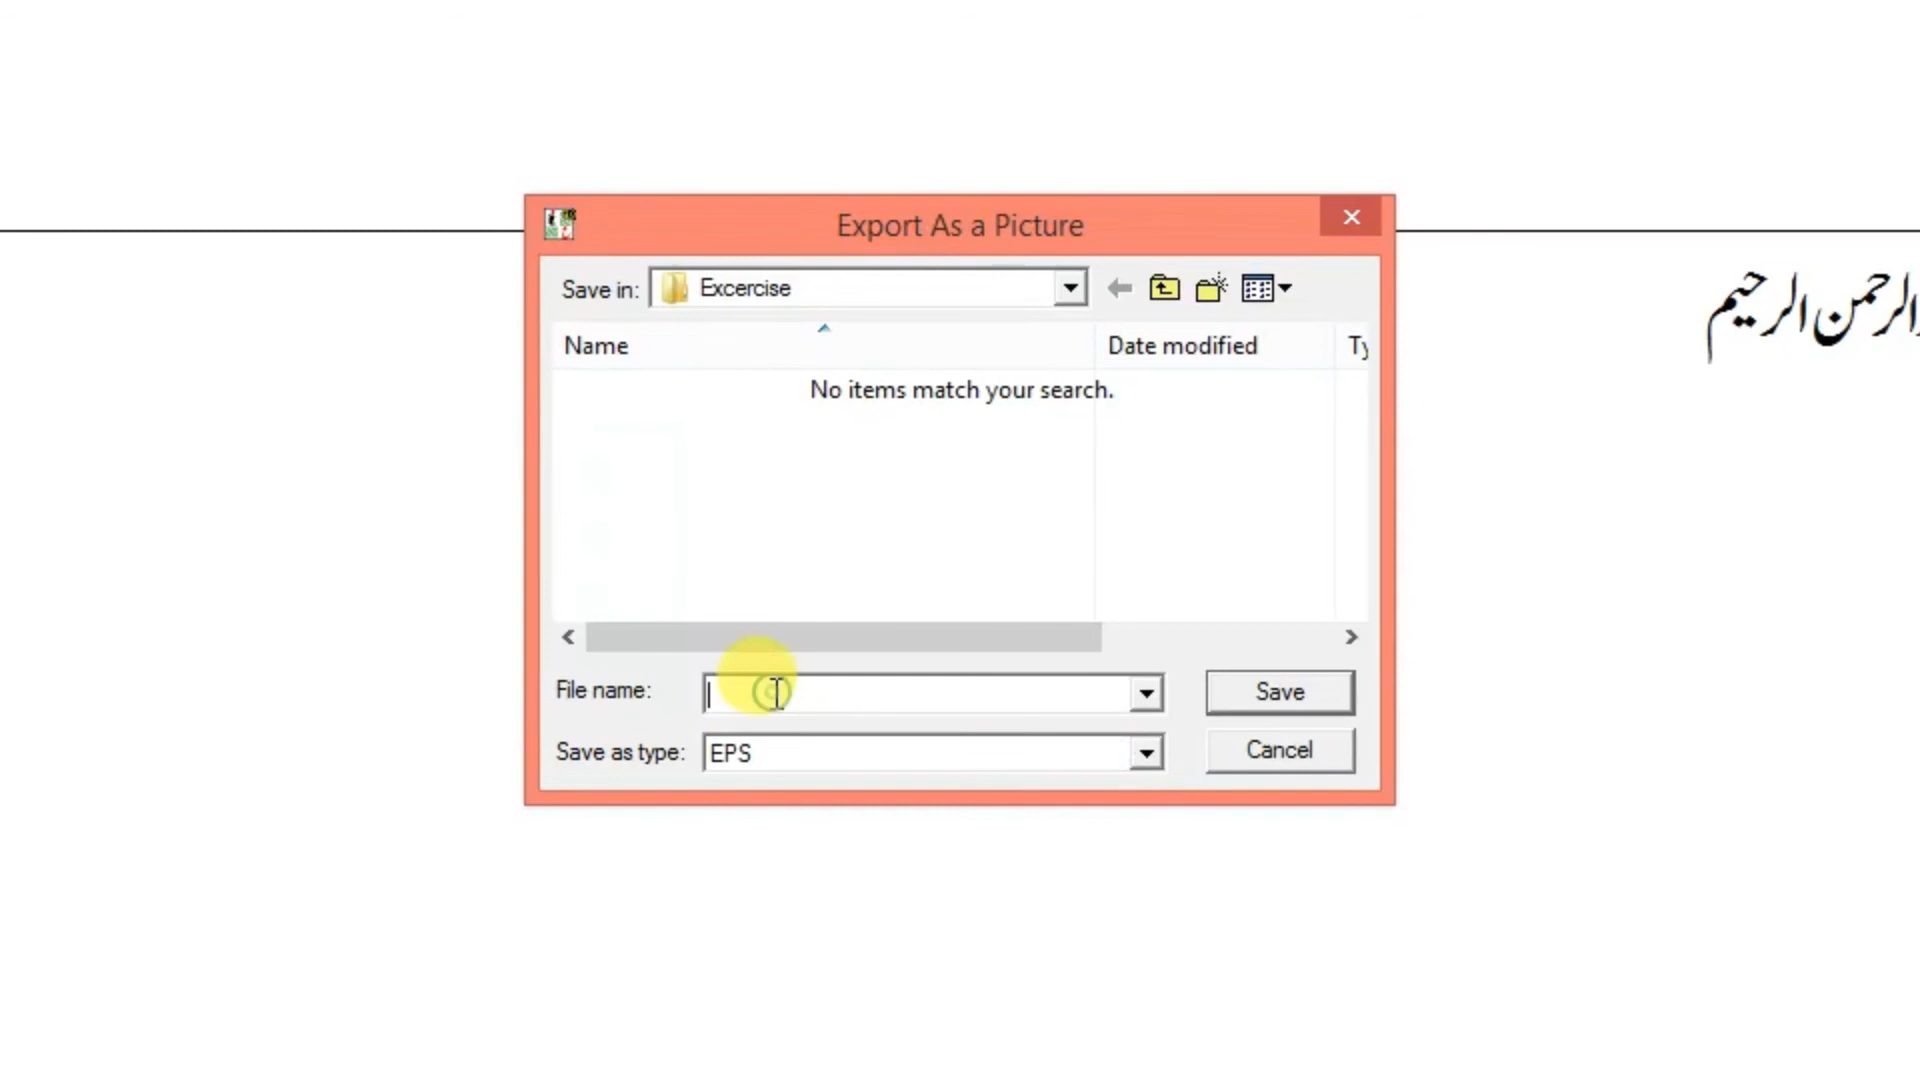 Export As a Picture
Save in: Excercise
Name Date modified Ty
No items match your search.
الرحمن الرحیم
File name: Save
Save as type: EPS Cancel